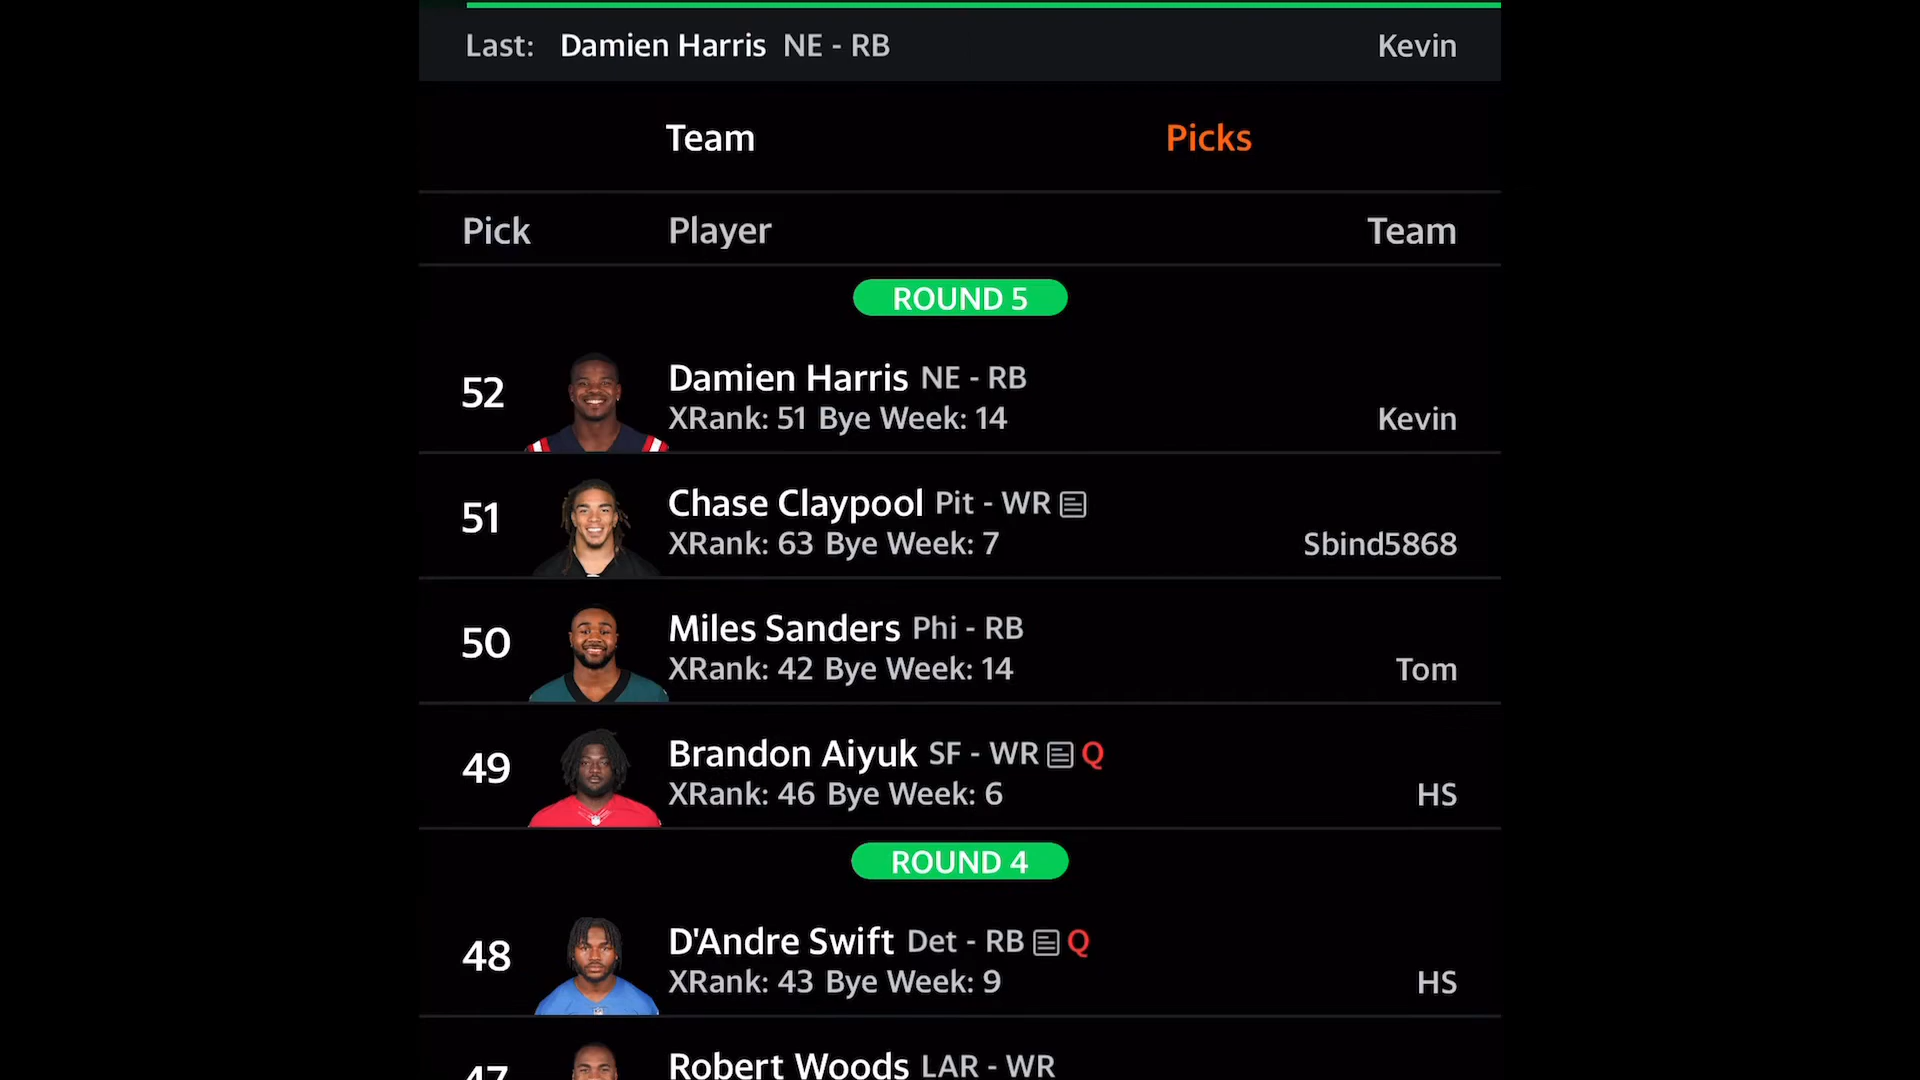 Last: Damien Harris NE - RB Kevin
Team Picks
Pick Player Team
ROUND 5
52 Damien Harris NE - RB
XRank: 51 Bye Week: 14 Kevin
51 Chase Claypool Pit - WR
XRank: 63 Bye Week: 7 Sbind5868
50 Miles Sanders Phi - RB
XRank: 42 Bye Week: 14 Tom
49 Brandon Aiyuk SF - WR Q
XRank: 46 Bye Week: 6 HS
ROUND 4
48 D'Andre Swift Det - RB Q
XRank: 43 Bye Week: 9 HS
47 Robert Woods LAR - WR